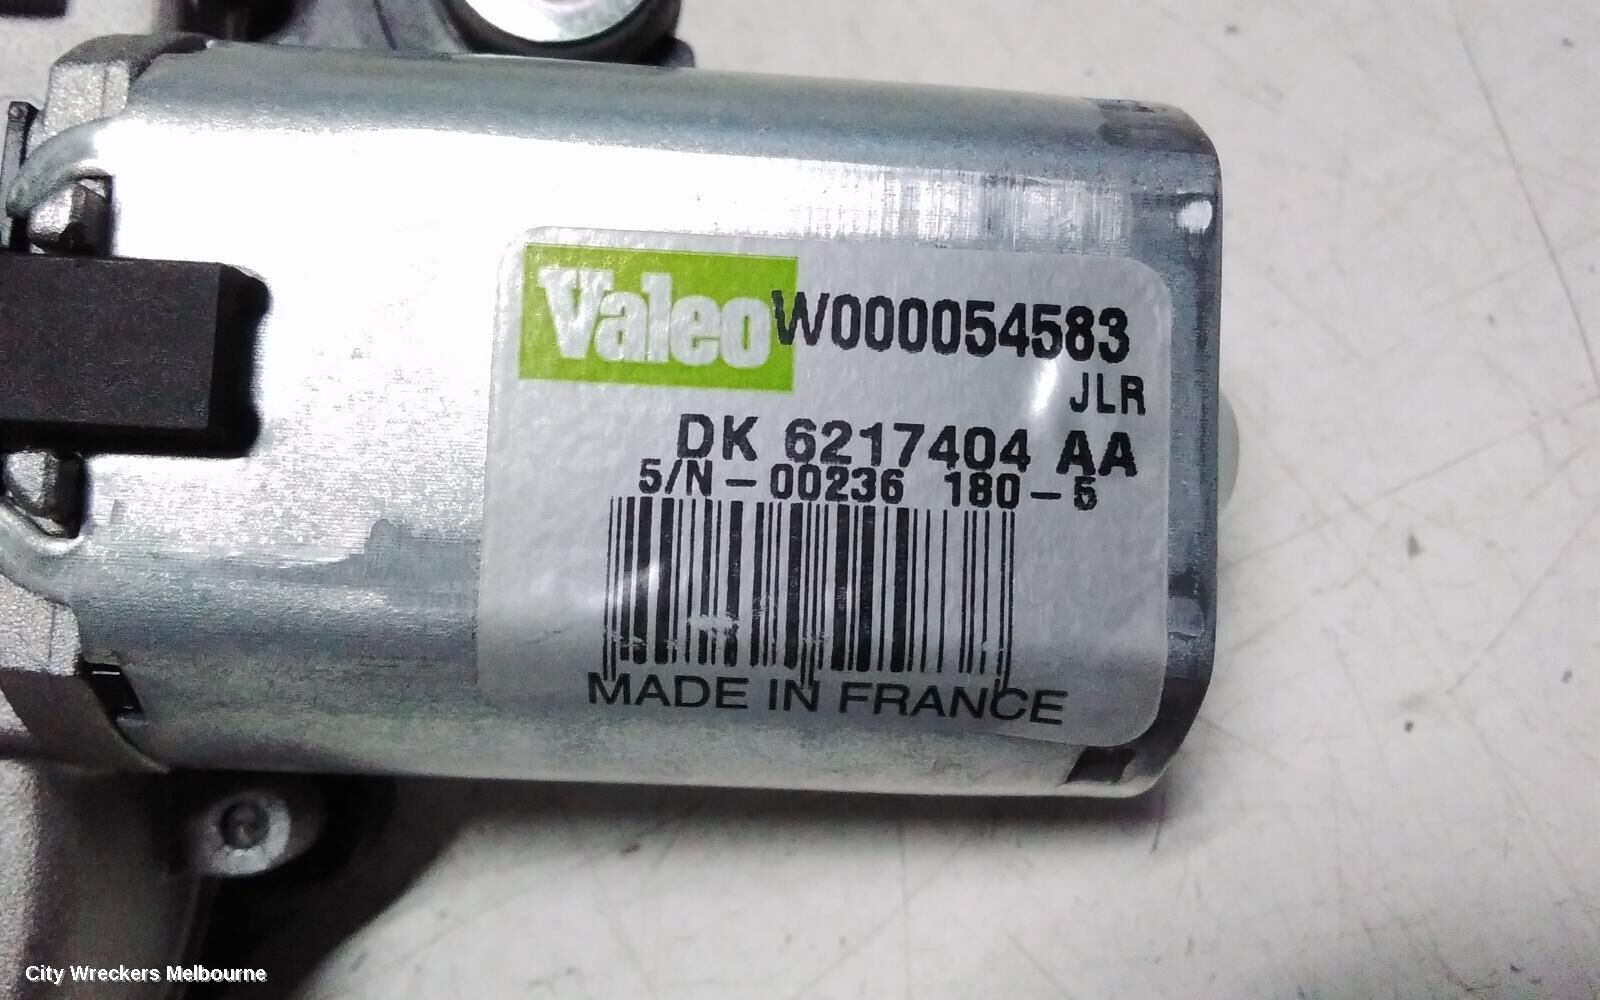 Valeo W000054583
JLR
DK 6217404 AA
S/N - 00236 180 - 5
MADE IN FRANCE
City Wreckers Melbourne